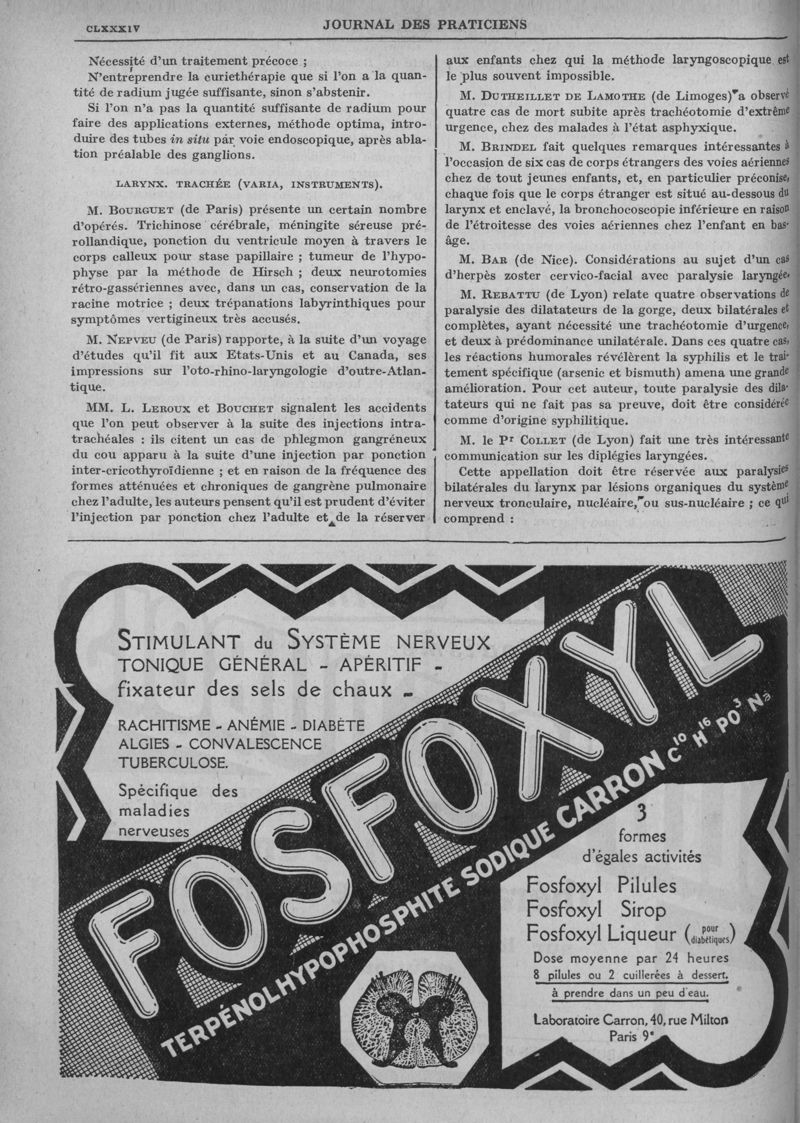 CLXXXIV
JOURNAL DES PRATICIENS
Nécessité d'un traitement précoce ;
N'entreprendre la curiethérapie que si l'on a la quan-
tité de radium jugée suffisante, sinon s'abstenir.
Si l'on n'a pas la quantité suffisante de radium pour
faire des applications externes, méthode optima, intro-
duire des tubes in situ par voie endoscopique, après abla-
tion préalable des ganglions.
LARYNX. TRACHÉE (VARIA, INSTRUMENTS).
M. BOURGUET (de Paris) présente un certain nombre
d'opérés. Trichinose cérébrale, méningite séreuse pré-
rollandique, ponction du ventricule moyen à travers le
corps calleux pour stase papillaire ; tumeur de l'hypo-
physe par la méthode de Hirsch ; deux neurotomies
rétro-gassériennes avec, dans un cas, conservation de la
racine motrice ; deux trépanations labyrinthiques pour
symptômes vertigineux très accusés.
M. NEPVEU (de Paris) rapporte, à la suite d'un voyage
d'études qu'il fit aux Etats-Unis et au Canada, ses
impressions sur l'oto-rhino-laryngologie d'outre-Atlan-
tique.
MM. L. LEROUX et BOUCHET signalent les accidents
que l'on peut observer à la suite des injections intra-
trachéales : ils citent un cas de phlegmon gangréneux
du cou apparu à la suite d'une injection par ponction
inter-cricothyroïdienne ; et en raison de la fréquence des
formes atténuées et chroniques de gangrène pulmonaire
chez l'adulte, les auteurs pensent qu'il est prudent d'éviter
l'injection par ponction chez l'adulte et de la réserver
aux enfants chez qui la méthode laryngoscopique est
le plus souvent impossible.
M. DUTHEILLET DE LAMOTHE (de Limoges) a observé
quatre cas de mort subite après trachéotomie d'extrême
urgence, chez des malades à l'état asphyxique.
M. BRINDEL fait quelques remarques intéressantes à
l'occasion de six cas de corps étrangers des voies aériennes
chez de tout jeunes enfants, et, en particulier préconise,
chaque fois que le corps étranger est situé au-dessous du
larynx et enclavé, la bronchocoscopie inférieure en raison
de l'étroitesse des voies aériennes chez l'enfant en bas-
âge.
M. BAR (de Nice). Considérations au sujet d'un cas
d'herpès zoster cervico-facial avec paralysie laryngée.
M. REBATTU (de Lyon) relate quatre observations de
paralysie des dilatateurs de la gorge, deux bilatérales et
complètes, ayant nécessité une trachéotomie d'urgence,
et deux à prédominance unilatérale. Dans ces quatre cas,
les réactions humorales révélèrent la syphilis et le trai-
tement spécifique (arsenic et bismuth) amena une grande
amélioration. Pour cet auteur, toute paralysie des dila-
tateurs qui ne fait pas sa preuve, doit être considérée
comme d'origine syphilitique.
M. le Pr COLLET (de Lyon) fait une très intéressante
communication sur les diplégies laryngées.
Cette appellation doit être réservée aux paralysies
bilatérales du larynx par lésions organiques du système
nerveux tronculaire, nucléaire, ou sus-nucléaire ; ce qui
comprend :
STIMULANT du SYSTÈME NERVEUX
TONIQUE GÉNÉRAL - APÉRITIF -
fixateur des sels de chaux -
RACHITISME - ANÉMIE - DIABÈTE
ALGIES - CONVALESCENCE
TUBERCULOSE.
Spécifique des
maladies
nerveuses
FOSFOXYL
TERPÉNOLHYPOPHOSPHITE SODIQUE CARRON C10 H16 PO3 Na
3
formes
d'égales activités
Fosfoxyl Pilules
Fosfoxyl Sirop
Fosfoxyl Liqueur (pour diabétiques)
Dose moyenne par 24 heures
8 pilules ou 2 cuillerées à dessert.
à prendre dans un peu d'eau.
Laboratoire Carron, 40, rue Milton
Paris 9e